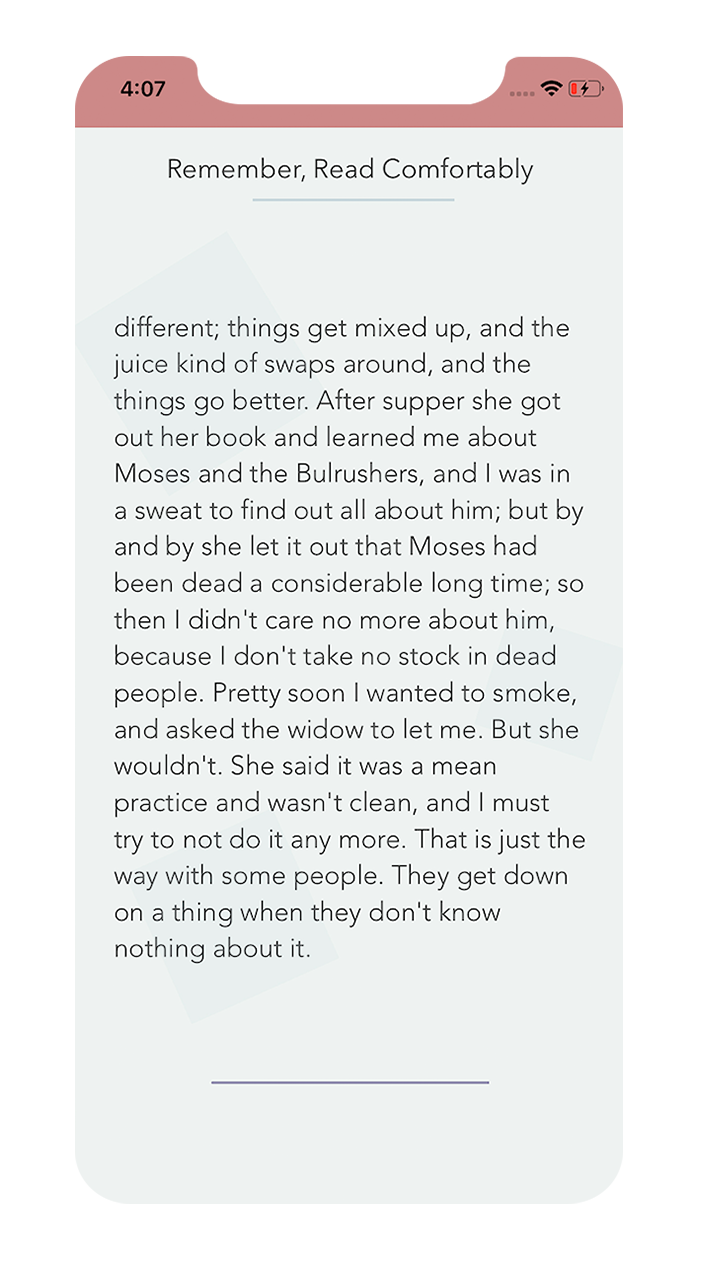 4:07
Remember, Read Comfortably
different; things get mixed up, and the
juice kind of swaps around, and the
things go better. After supper she got
out her book and learned me about
Moses and the Bulrushers, and I was in
a sweat to find out all about him; but by
and by she let it out that Moses had
been dead a considerable long time; so
then I didn't care no more about him,
because I don't take no stock in dead
people. Pretty soon I wanted to smoke,
and asked the widow to let me. But she
wouldn't. She said it was a mean
practice and wasn't clean, and I must
try to not do it any more. That is just the
way with some people. They get down
on a thing when they don't know
nothing about it.